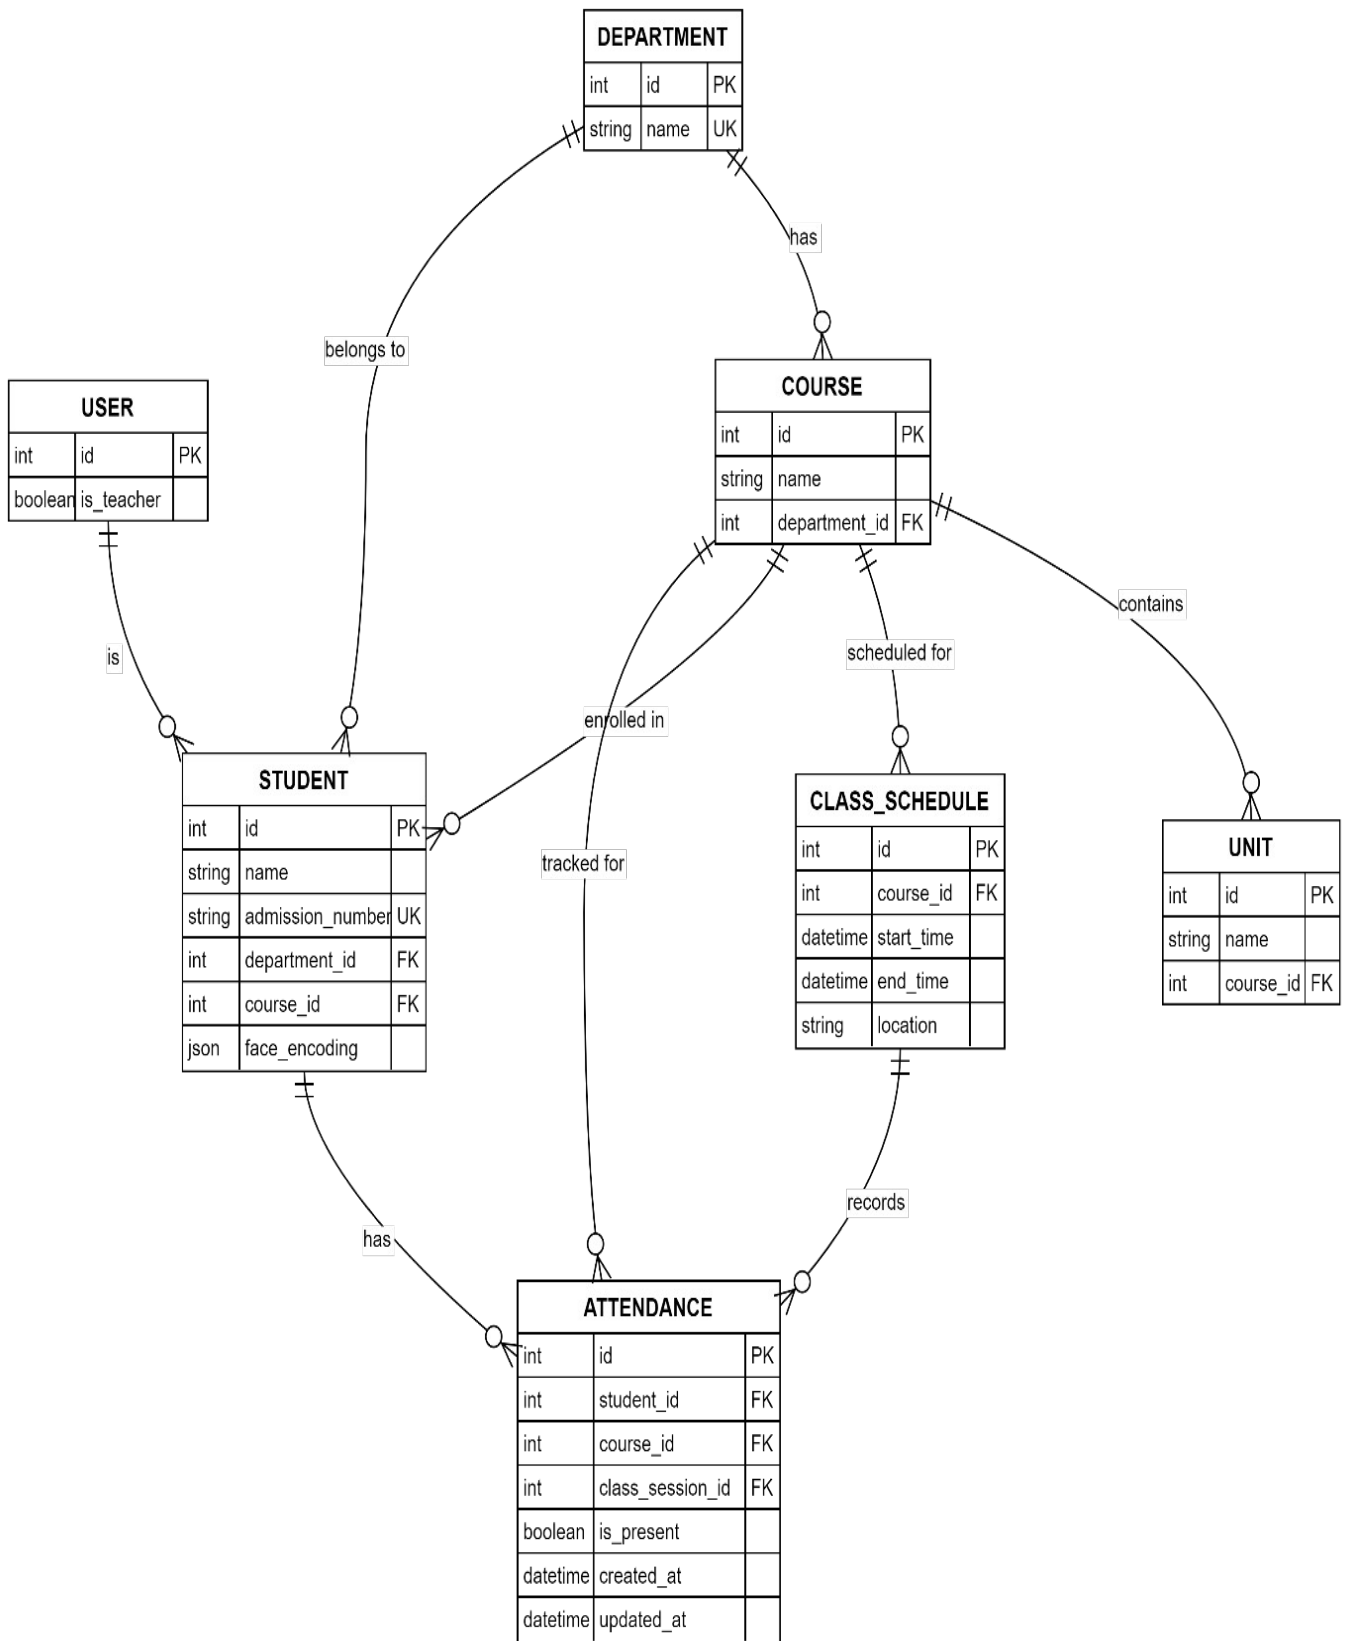 DEPARTMENT
int id PK
string name UK
has
belongs to
USER
int id PK
boolean is_teacher
COURSE
int id PK
string name
int department_id FK
contains
scheduled for
is
enrolled in
STUDENT
int id PK
string name
string admission_number UK
int department_id FK
int course_id FK
json face_encoding
tracked for
CLASS_SCHEDULE
int id PK
int course_id FK
datetime start_time
datetime end_time
string location
UNIT
int id PK
string name
int course_id FK
records
has
ATTENDANCE
int id PK
int student_id FK
int course_id FK
int class_session_id FK
boolean is_present
datetime created_at
datetime updated_at